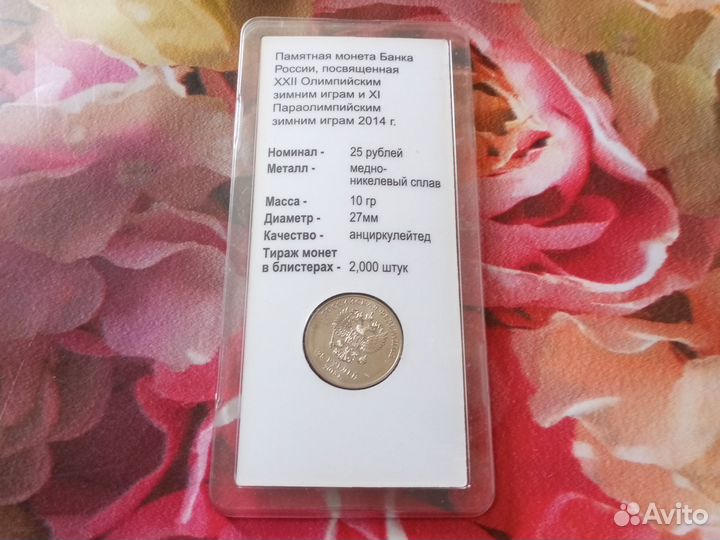 Памятная монета Банка
России, посвященная
XXII Олимпийским
зимним играм и XI
Параолимпийским
зимним играм 2014 г.
Номинал - 25 рублей
Металл - медно-
никелевый сплав
Масса - 10 гр
Диаметр - 27мм
Качество - анциркулейтед
Тираж монет
в блистерах - 2,000 штук
Avito